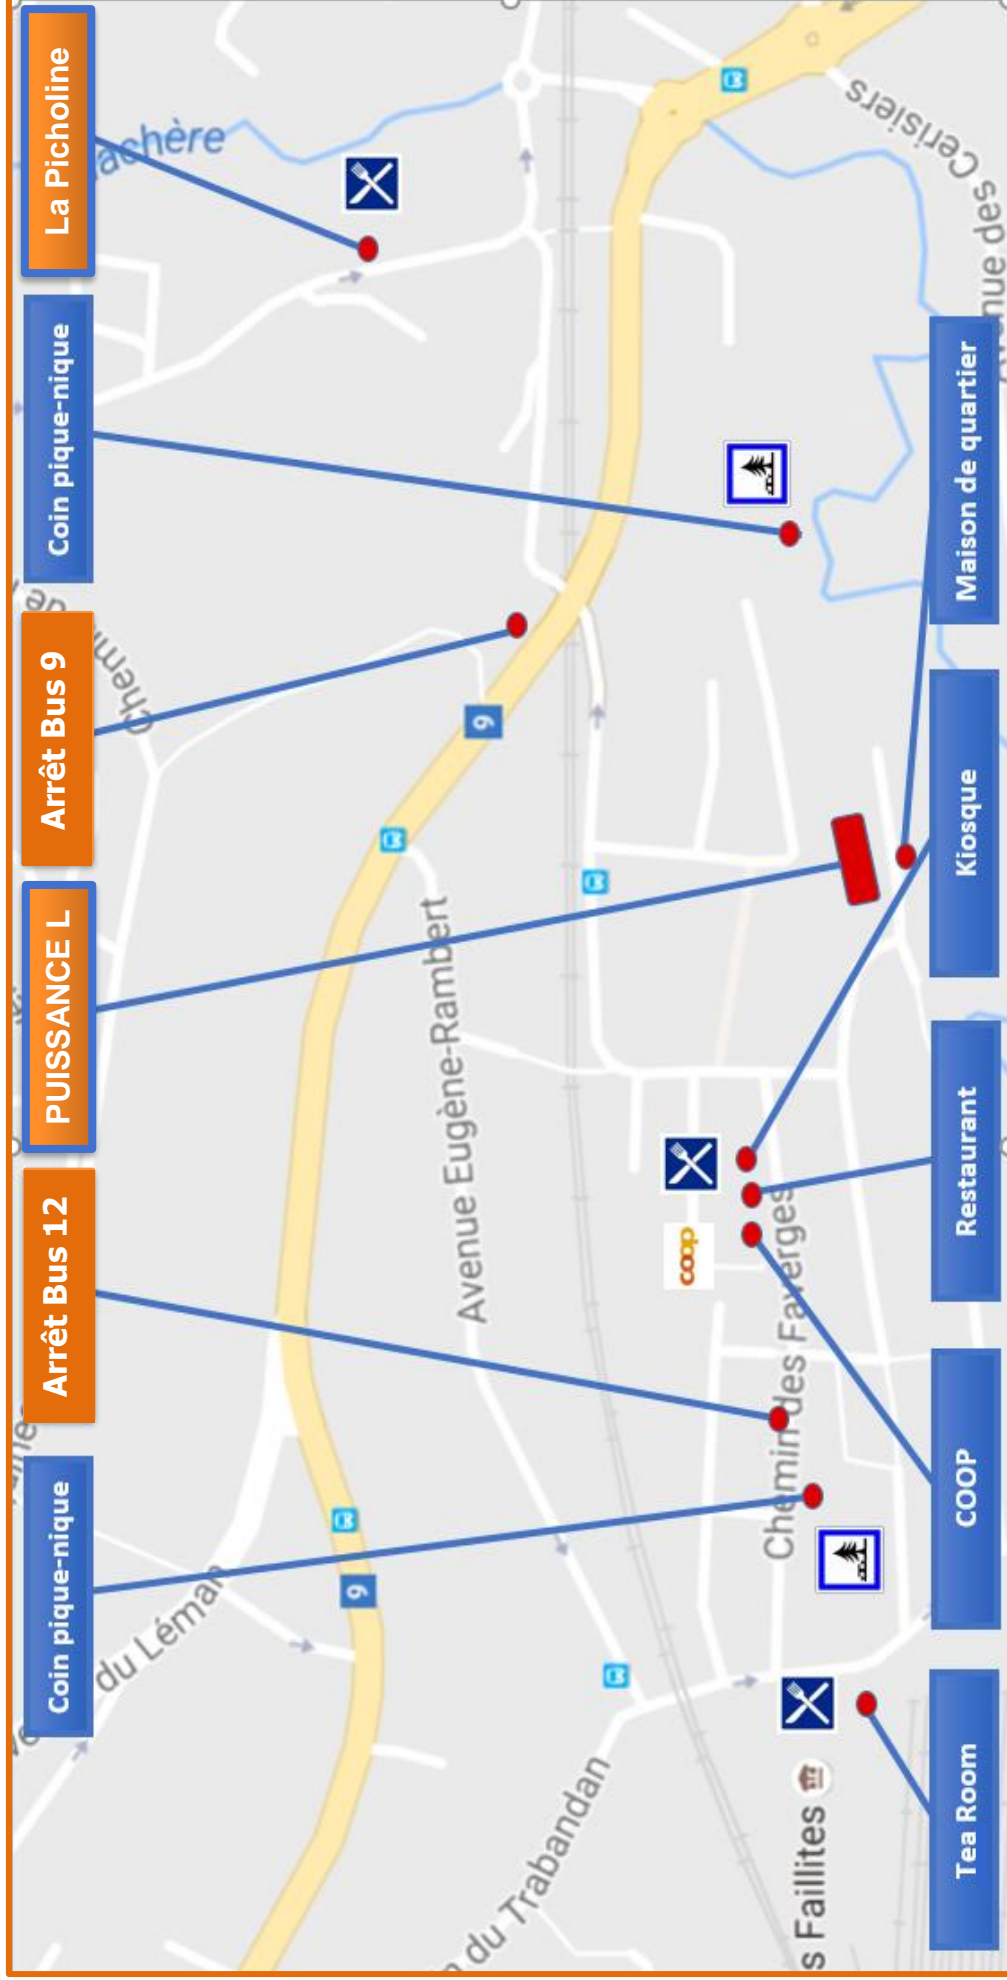 Coin pique-nique
Arrêt Bus 12
PUISSANCE L
Arrêt Bus 9
Coin pique-nique
La Picholine
du Léman
9
Avenue Eugène-Rambert
9
achère
du Trabandan
coop
Chemin des Faverges
s Faillites
des Cerisiers
Tea Room
COOP
Restaurant
Kiosque
Maison de quartier